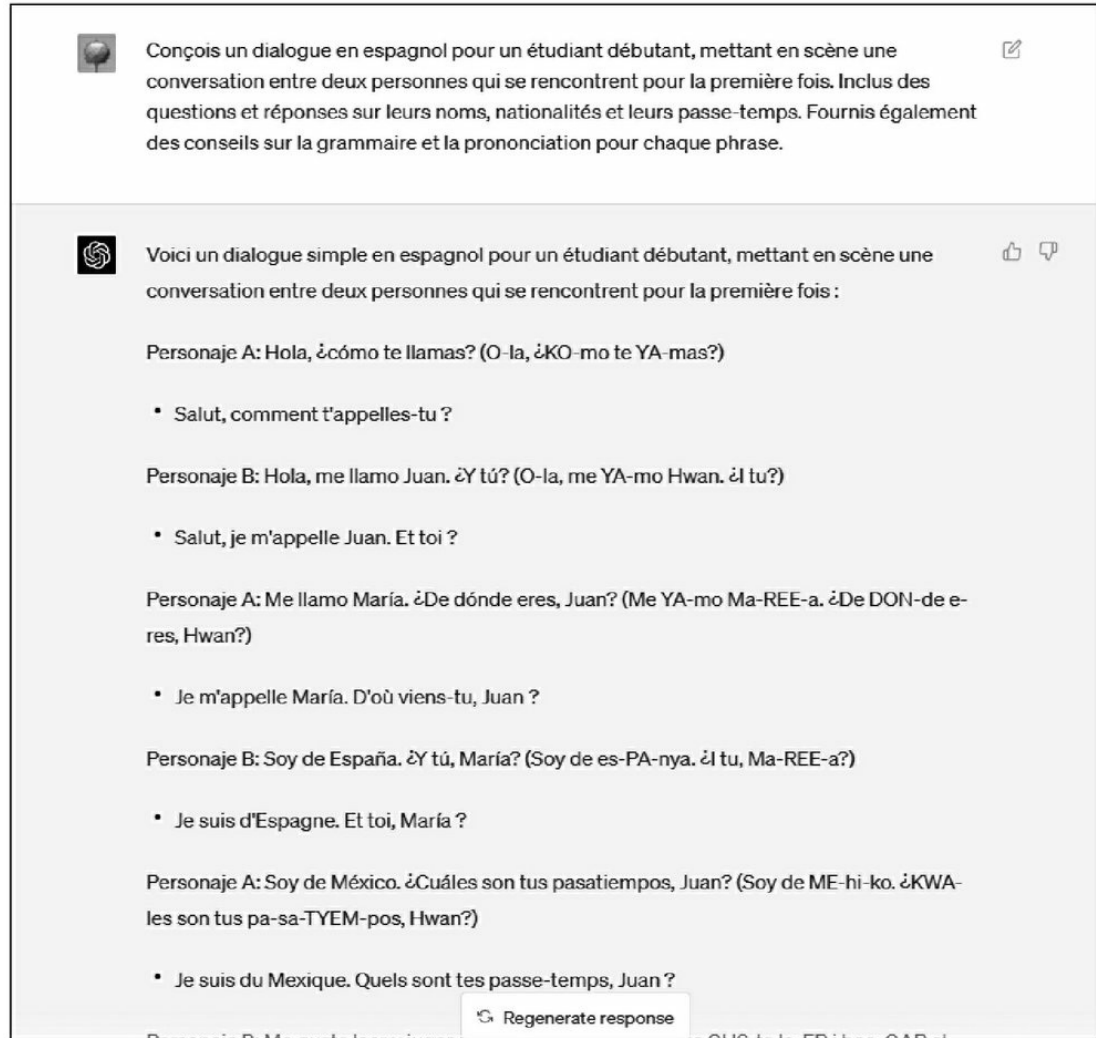 Conçois un dialogue en espagnol pour un étudiant débutant, mettant en scène une
conversation entre deux personnes qui se rencontrent pour la première fois. Inclus des
questions et réponses sur leurs noms, nationalités et leurs passe-temps. Fournis également
des conseils sur la grammaire et la prononciation pour chaque phrase.
Voici un dialogue simple en espagnol pour un étudiant débutant, mettant en scène une
conversation entre deux personnes qui se rencontrent pour la première fois :
Personaje A: Hola, ¿cómo te llamas? (O-la, ¿KO-mo te YA-mas?)
• Salut, comment t'appelles-tu ?
Personaje B: Hola, me llamo Juan. ¿Y tú? (O-la, me YA-mo Hwan. ¿I tu?)
• Salut, je m'appelle Juan. Et toi ?
Personaje A: Me llamo María. ¿De dónde eres, Juan? (Me YA-mo Ma-REE-a. ¿De DON-de e-
res, Hwan?)
• Je m'appelle María. D'où viens-tu, Juan ?
Personaje B: Soy de España. ¿Y tú, María? (Soy de es-PA-nya. ¿I tu, Ma-REE-a?)
• Je suis d'Espagne. Et toi, María ?
Personaje A: Soy de México. ¿Cuáles son tus pasatiempos, Juan? (Soy de ME-hi-ko. ¿KWA-
les son tus pa-sa-TYEM-pos, Hwan?)
• Je suis du Mexique. Quels sont tes passe-temps, Juan ?
Regenerate response